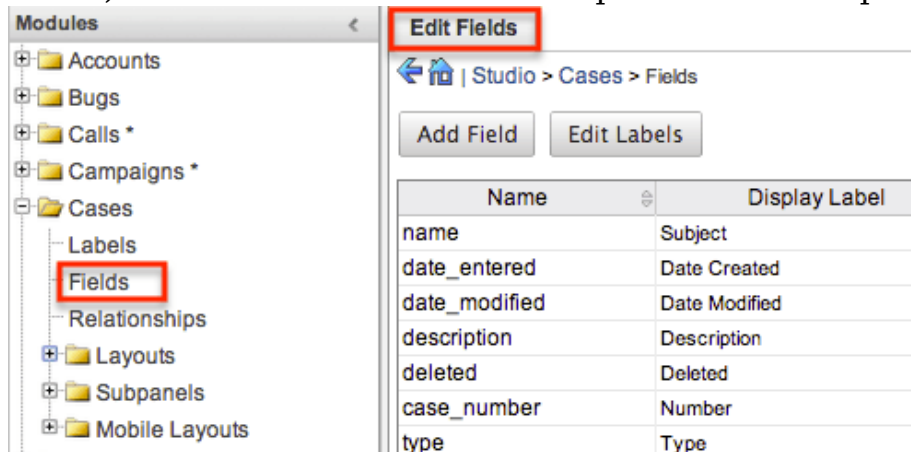 Modules <
Accounts
Bugs
Calls *
Campaigns *
Cases
Labels
Fields
Relationships
Layouts
Subpanels
Mobile Layouts
Edit Fields
| Studio > Cases > Fields
Add Field Edit Labels
Name Display Label
name Subject
date_entered Date Created
date_modified Date Modified
description Description
deleted Deleted
case_number Number
type Type